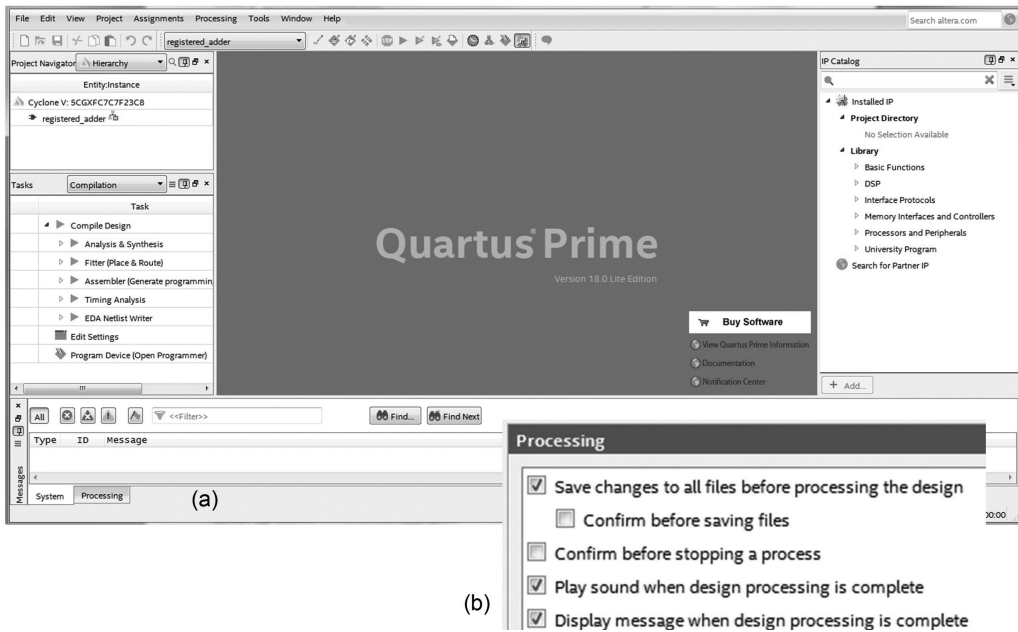 File Edit View Project Assignments Processing Tools Window Help
Search altera.com
registered_adder
Project Navigator Hierarchy
Entity:Instance
Cyclone V: 5CGXFC7C7F23C8
registered_adder
Tasks Compilation
Task
Compile Design
Analysis & Synthesis
Fitter (Place & Route)
Assembler (Generate programmin
Timing Analysis
EDA Netlist Writer
Edit Settings
Program Device (Open Programmer)
Quartus Prime
Version 18.0 Lite Edition
Buy Software
View Quartus Prime Information
Documentation
Notification Center
IP Catalog
Installed IP
Project Directory
No Selection Available
Library
Basic Functions
DSP
Interface Protocols
Memory Interfaces and Controllers
Processors and Peripherals
University Program
Search for Partner IP
+ Add...
All <<Filter>> Find... Find Next
Type ID Message
Messages
System Processing
(a)
00:00
Processing
Save changes to all files before processing the design
Confirm before saving files
Confirm before stopping a process
Play sound when design processing is complete
(b)
Display message when design processing is complete